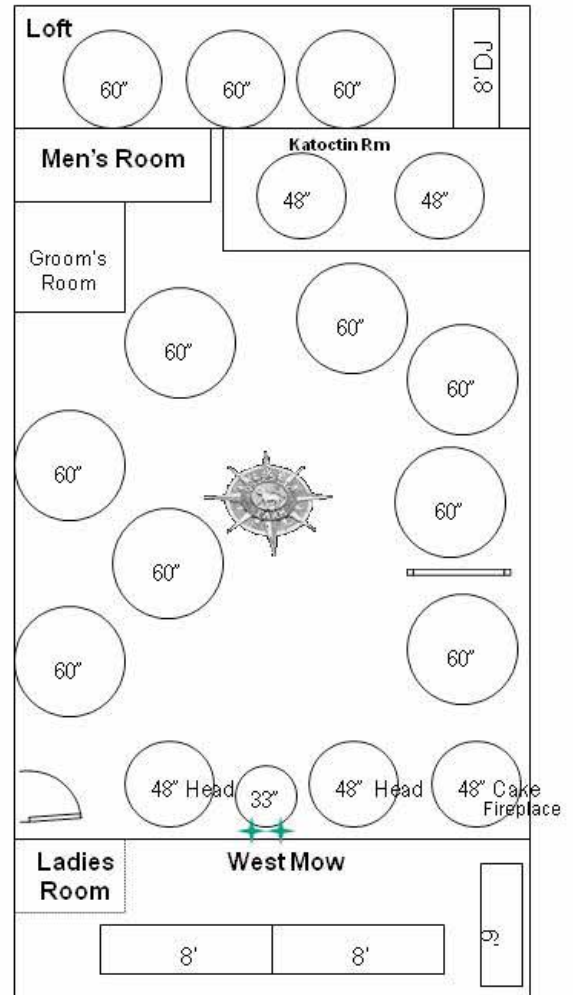 Loft
60" 60" 60" 8' DJ
Men's Room
Katoctin Rm
48" 48"
Groom's
Room
60"
60"
60"
60"
60"
60"
60"
60"
48" Head
33"
48" Head
48" Cake
Fireplace
Ladies
Room
West Mow
8' 8'
6'